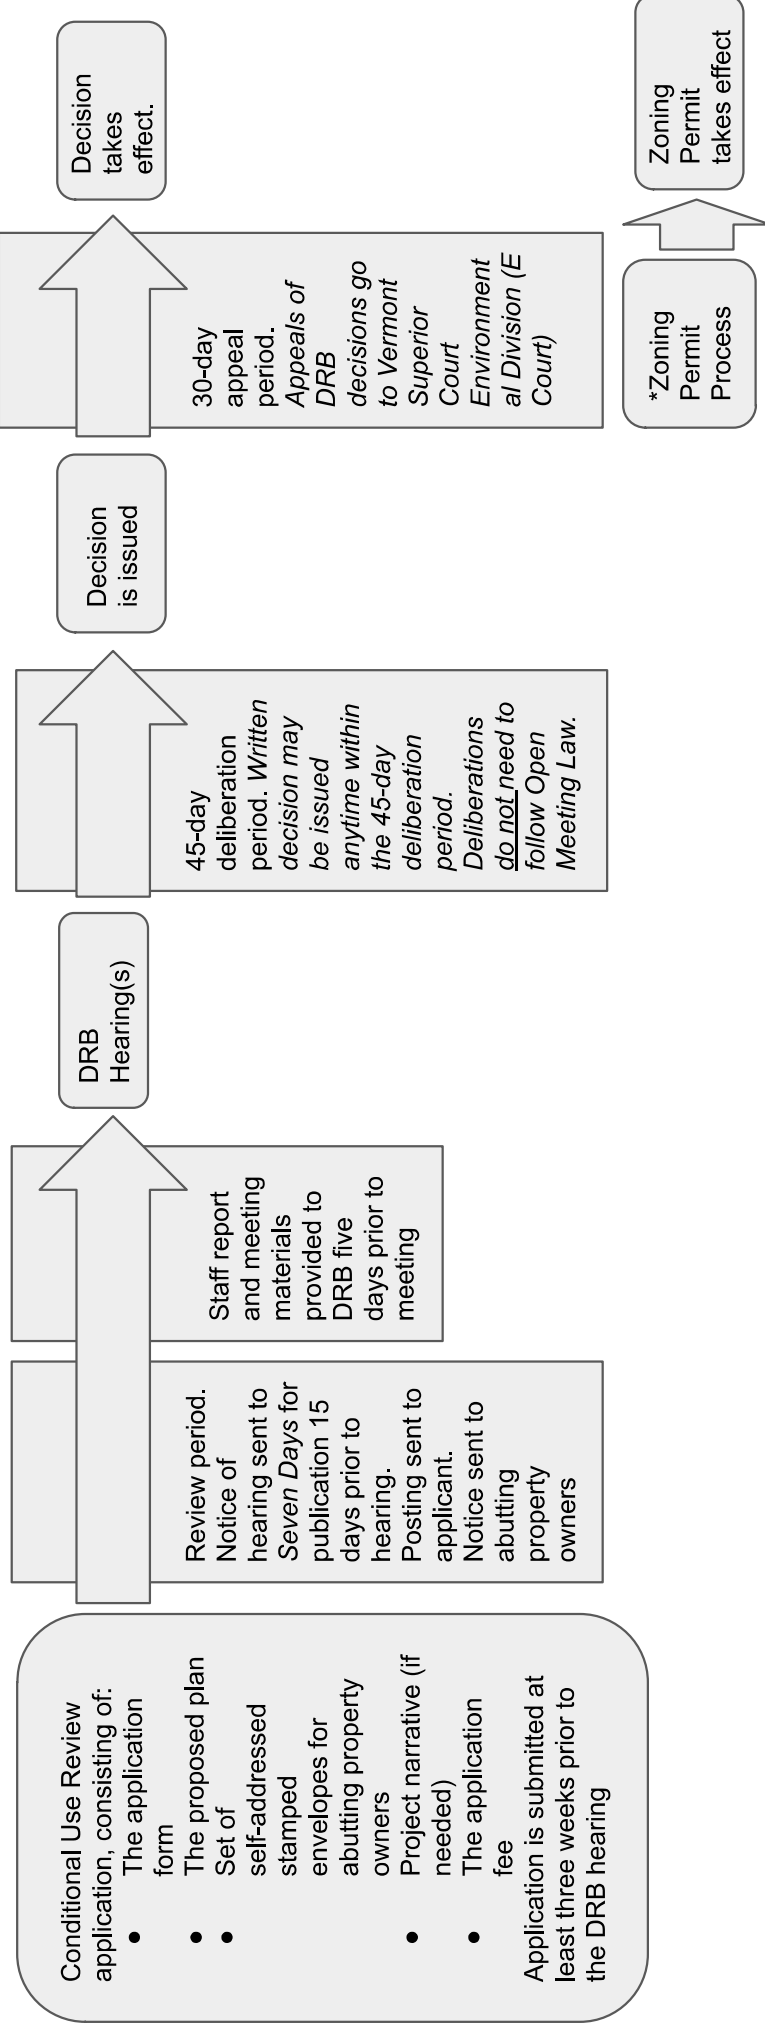 Conditional Use Review
application, consisting of:
● The application
form
● The proposed plan
● Set of
self-addressed
stamped
envelopes for
abutting property
owners
● Project narrative (if
needed)
● The application
fee
Application is submitted at
least three weeks prior to
the DRB hearing
Review period.
Notice of
hearing sent to
Seven Days for
publication 15
days prior to
hearing.
Posting sent to
applicant.
Notice sent to
abutting
property
owners
Staff report
and meeting
materials
provided to
DRB five
days prior to
meeting
DRB
Hearing(s)
45-day
deliberation
period. Written
decision may
be issued
anytime within
the 45-day
deliberation
period.
Deliberations
do not need to
follow Open
Meeting Law.
Decision
is issued
30-day
appeal
period.
Appeals of
DRB
decisions go
to Vermont
Superior
Court
Environment
al Division (E
Court)
Decision
takes
effect.
*Zoning
Permit
Process
Zoning
Permit
takes effect